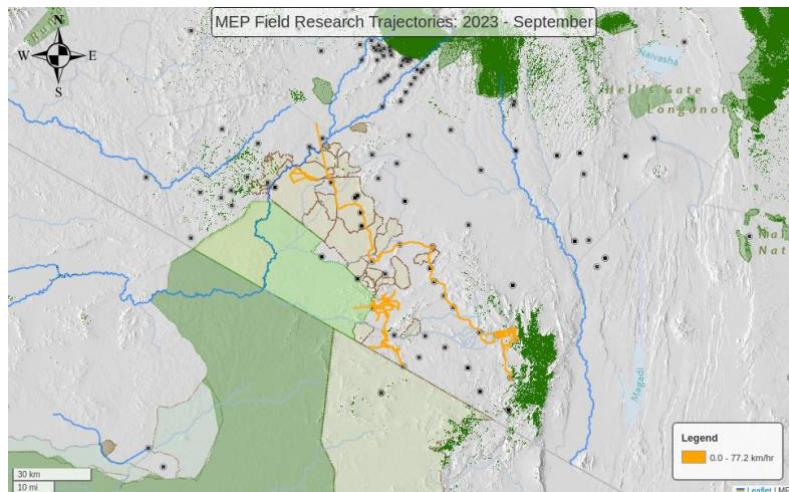 MEP Field Research Trajectories: 2023 - September
N
W
E
S
Naivasha
Hell's Gate
Longonot
Magadi
Legend
0.0 - 77.2 km/hr
30 km
10 mi
Leaflet | ME